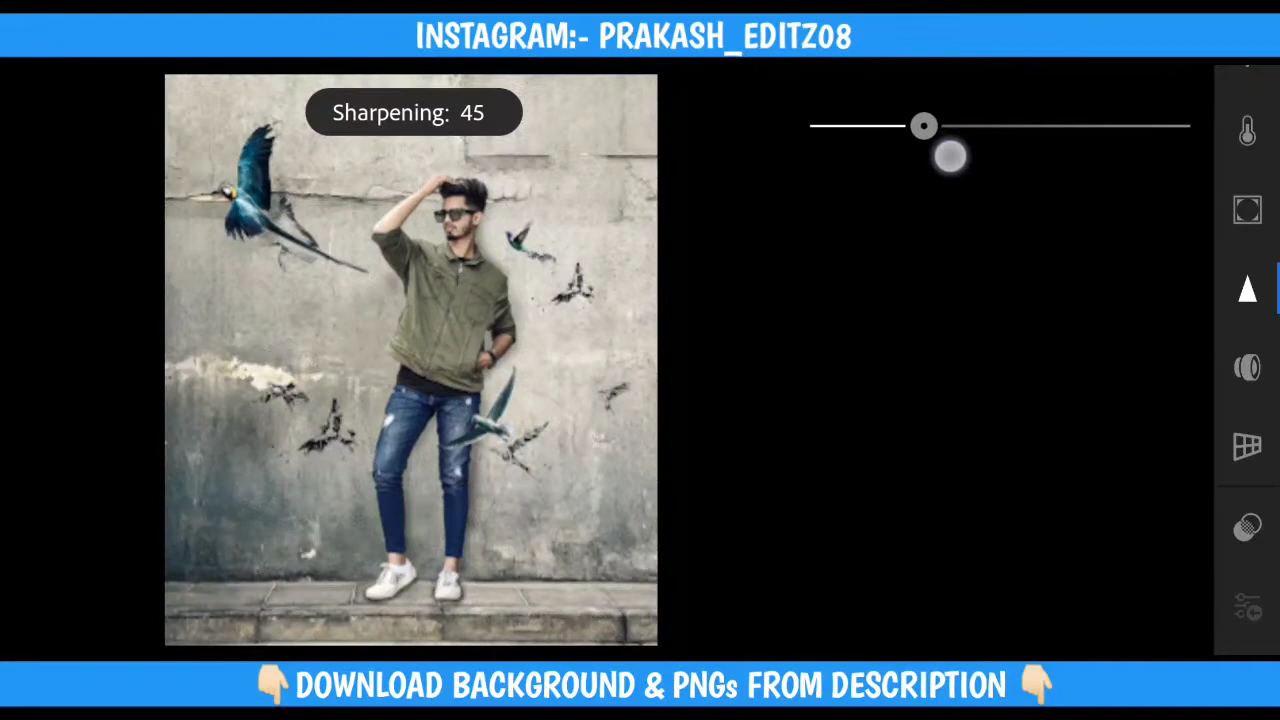 INSTAGRAM:- PRAKASH_EDITZ08
Sharpening: 45
DOWNLOAD BACKGROUND & PNGs FROM DESCRIPTION